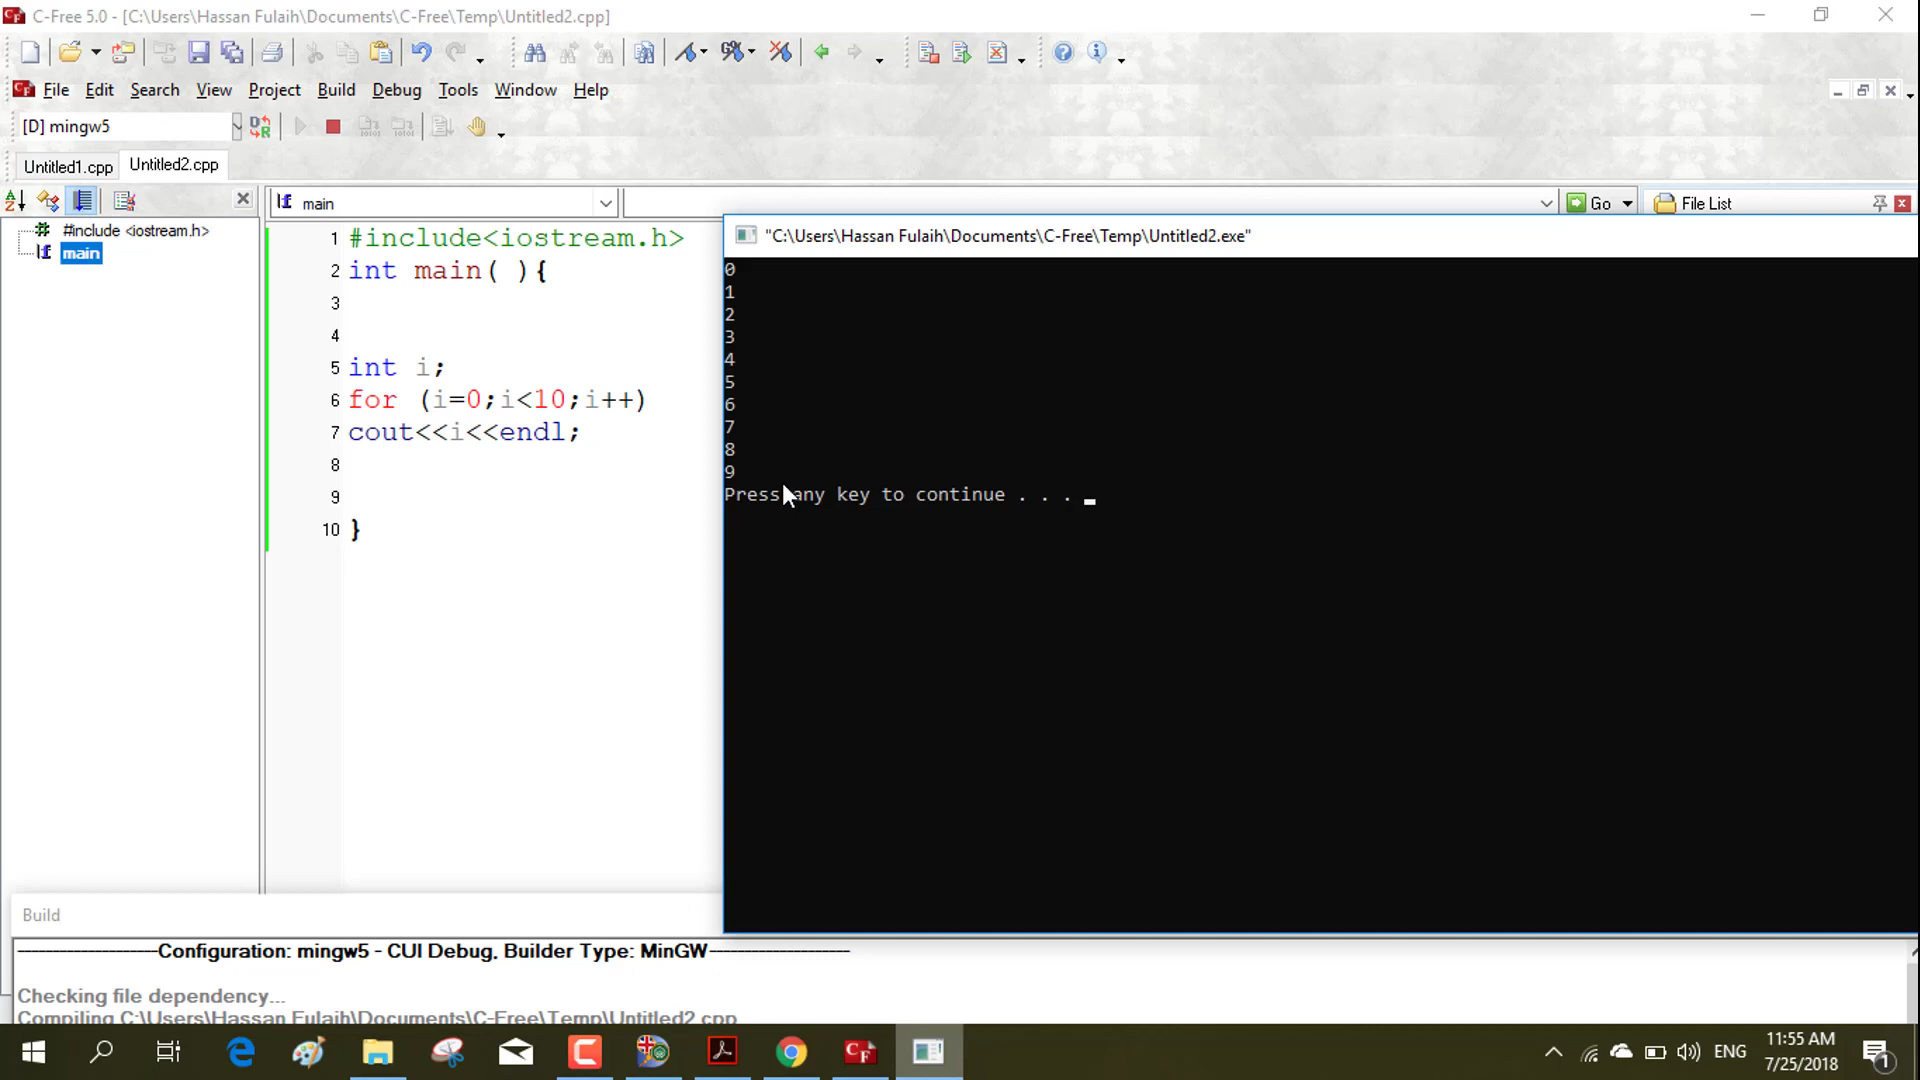 C-Free 5.0 - [C:\Users\Hassan Fulaih\Documents\C-Free\Temp\Untitled2.cpp]
File Edit Search View Project Build Debug Tools Window Help
[D] mingw5
Untitled1.cpp Untitled2.cpp
main
Go
File List
#include <iostream.h>
main
1 #include<iostream.h>
2 int main( ){
3
4
5 int i;
6 for (i=0;i<10;i++)
7 cout<<i<<endl;
8
9
10 }
"C:\Users\Hassan Fulaih\Documents\C-Free\Temp\Untitled2.exe"
0
1
2
3
4
5
6
7
8
9
Press any key to continue . . .
Build
--------------------Configuration: mingw5 - CUI Debug, Builder Type: MinGW--------------------
Checking file dependency...
Compiling C:\Users\Hassan Fulaih\Documents\C-Free\Temp\Untitled2.cpp
ENG
11:55 AM
7/25/2018
1